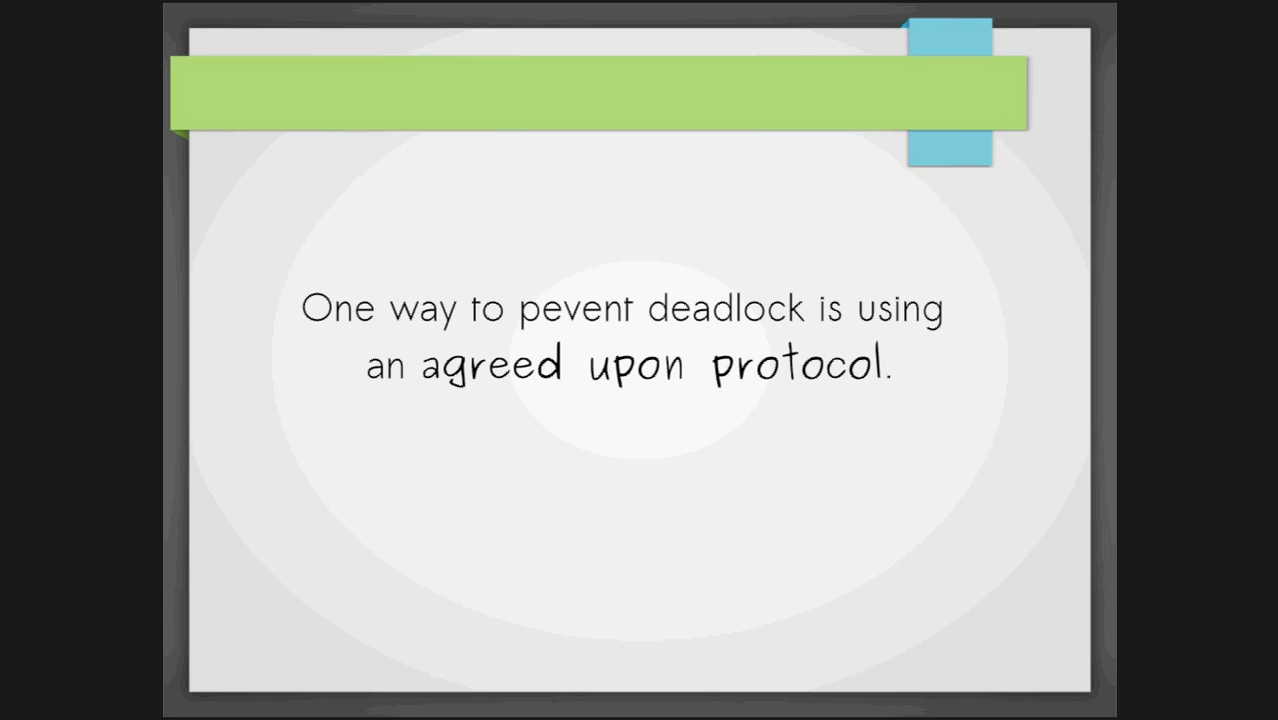 One way to pevent deadlock is using
an agreed upon protocol.